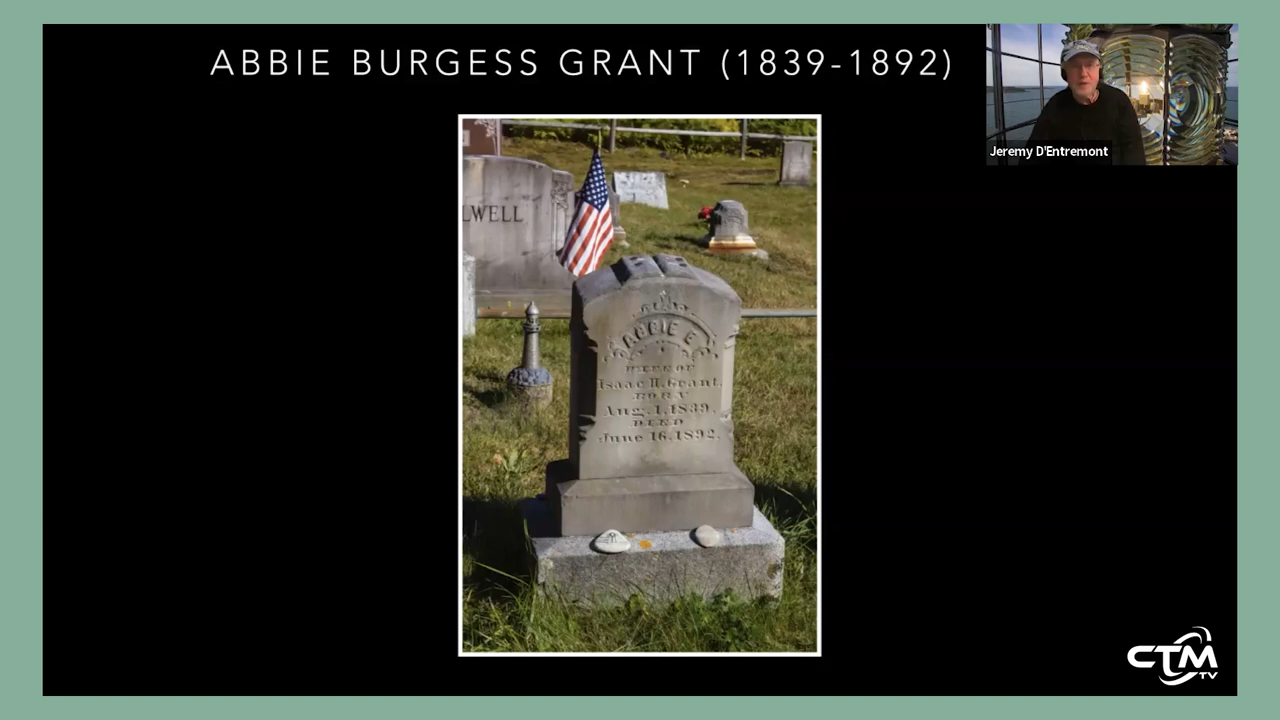 ABBIE BURGESS GRANT (1839-1892)
Jeremy D'Entremont
LWELL
ABBIE E
WIFE OF
Isaac H. Grant.
BORN
Aug. 1. 1839.
DIED
June 16. 1892.
CTM
TV